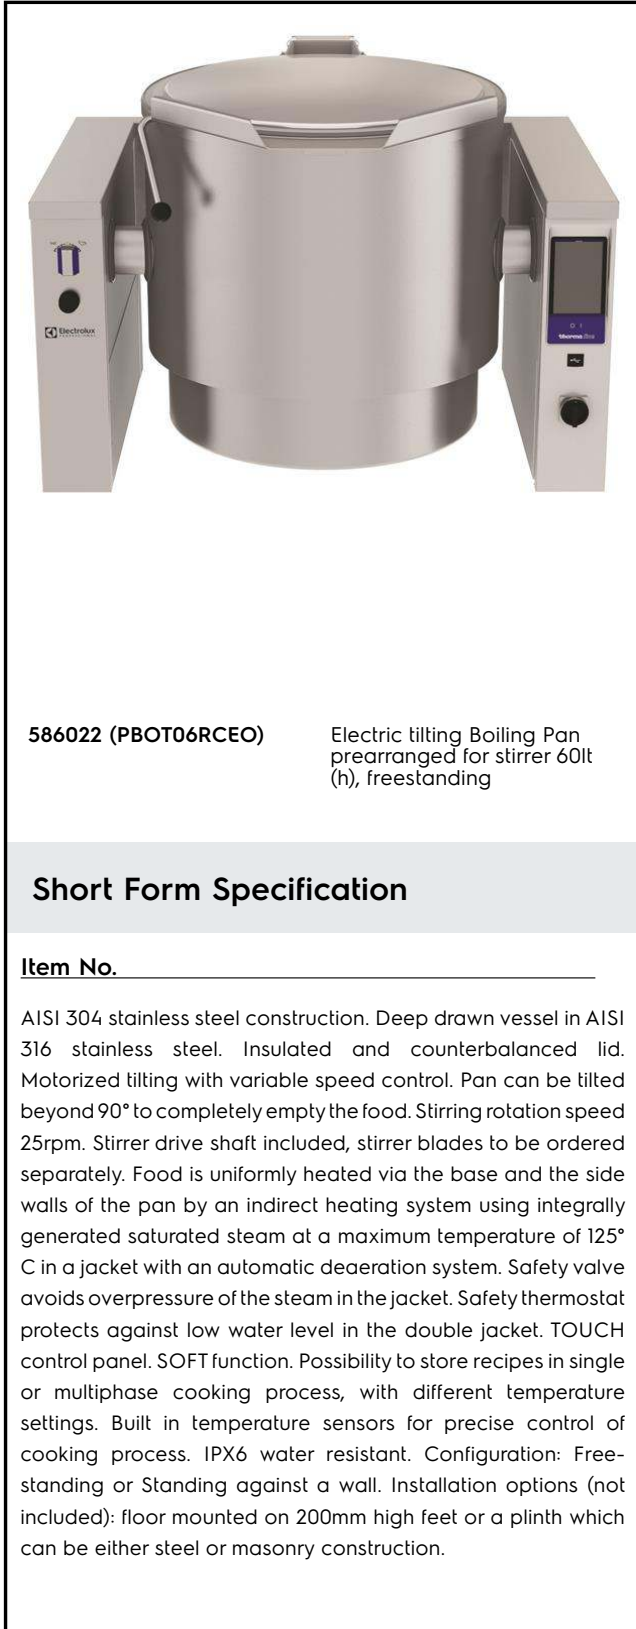 Electrolux
PROFESSIONAL
thermaline
586022 (PBOT06RCEO)
Electric tilting Boiling Pan
prearranged for stirrer 60lt
(h), freestanding
Short Form Specification
Item No.
AISI 304 stainless steel construction. Deep drawn vessel in AISI
316 stainless steel. Insulated and counterbalanced lid.
Motorized tilting with variable speed control. Pan can be tilted
beyond 90° to completely empty the food. Stirring rotation speed
25rpm. Stirrer drive shaft included, stirrer blades to be ordered
separately. Food is uniformly heated via the base and the side
walls of the pan by an indirect heating system using integrally
generated saturated steam at a maximum temperature of 125°
C in a jacket with an automatic deaeration system. Safety valve
avoids overpressure of the steam in the jacket. Safety thermostat
protects against low water level in the double jacket. TOUCH
control panel. SOFT function. Possibility to store recipes in single
or multiphase cooking process, with different temperature
settings. Built in temperature sensors for precise control of
cooking process. IPX6 water resistant. Configuration: Free-
standing or Standing against a wall. Installation options (not
included): floor mounted on 200mm high feet or a plinth which
can be either steel or masonry construction.